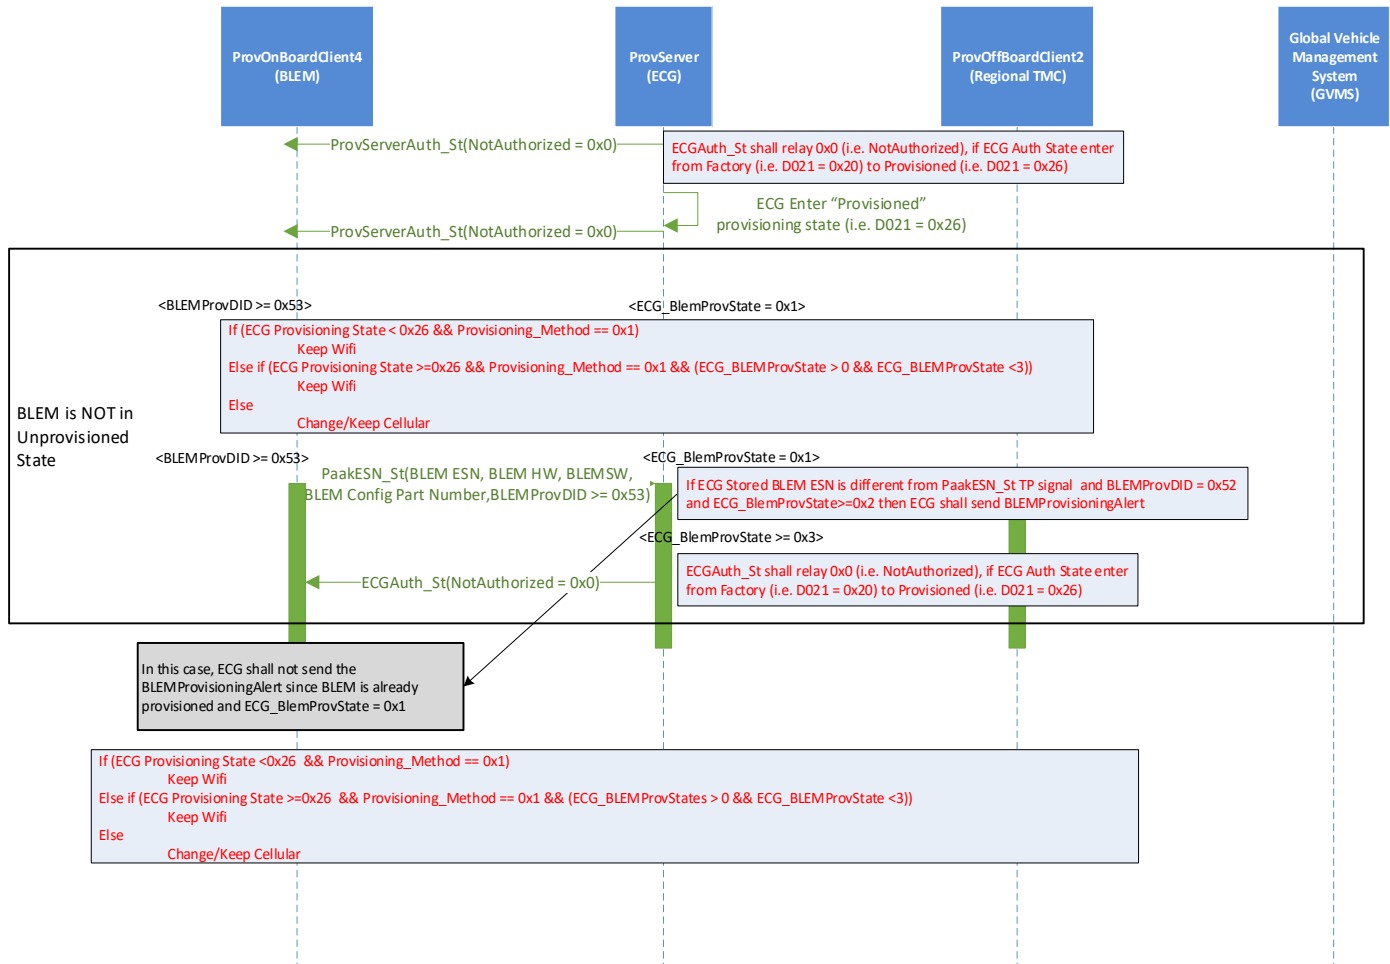 ProvOnBoardClient4
(BLEM)
ProvServer
(ECG)
ProvOffBoardClient2
(Regional TMC)
Global Vehicle
Management
System
(GVMS)
ProvServerAuth_St(NotAuthorized = 0x0)
ECGAuth_St shall relay 0x0 (i.e. NotAuthorized), if ECG Auth State enter
from Factory (i.e. D021 = 0x20) to Provisioned (i.e. D021 = 0x26)
ECG Enter “Provisioned”
provisioning state (i.e. D021 = 0x26)
ProvServerAuth_St(NotAuthorized = 0x0)
<BLEMProvDID >= 0x53>
<ECG_BlemProvState = 0x1>
If (ECG Provisioning State < 0x26 && Provisioning_Method == 0x1)
Keep Wifi
Else if (ECG Provisioning State >=0x26 && Provisioning_Method == 0x1 && (ECG_BLEMProvState > 0 && ECG_BLEMProvState <3))
Keep Wifi
Else
Change/Keep Cellular
BLEM is NOT in
Unprovisioned
State
<BLEMProvDID >= 0x53>
<ECG_BlemProvState = 0x1>
PaakESN_St(BLEM ESN, BLEM HW, BLEMSW,
BLEM Config Part Number,BLEMProvDID >= 0x53)
If ECG Stored BLEM ESN is different from PaakESN_St TP signal  and BLEMProvDID = 0x52
and ECG_BlemProvState>=0x2 then ECG shall send BLEMProvisioningAlert
<ECG_BlemProvState >= 0x3>
ECGAuth_St(NotAuthorized = 0x0)
ECGAuth_St shall relay 0x0 (i.e. NotAuthorized), if ECG Auth State enter
from Factory (i.e. D021 = 0x20) to Provisioned (i.e. D021 = 0x26)
In this case, ECG shall not send the
BLEMProvisioningAlert since BLEM is already
provisioned and ECG_BlemProvState = 0x1
If (ECG Provisioning State <0x26  && Provisioning_Method == 0x1)
Keep Wifi
Else if (ECG Provisioning State >=0x26  && Provisioning_Method == 0x1 && (ECG_BLEMProvStates > 0 && ECG_BLEMProvState <3))
Keep Wifi
Else
Change/Keep Cellular